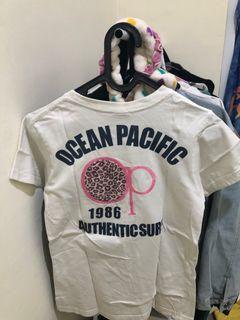 OCEAN PACIFIC
op
1986
AUTHENTIC SURF